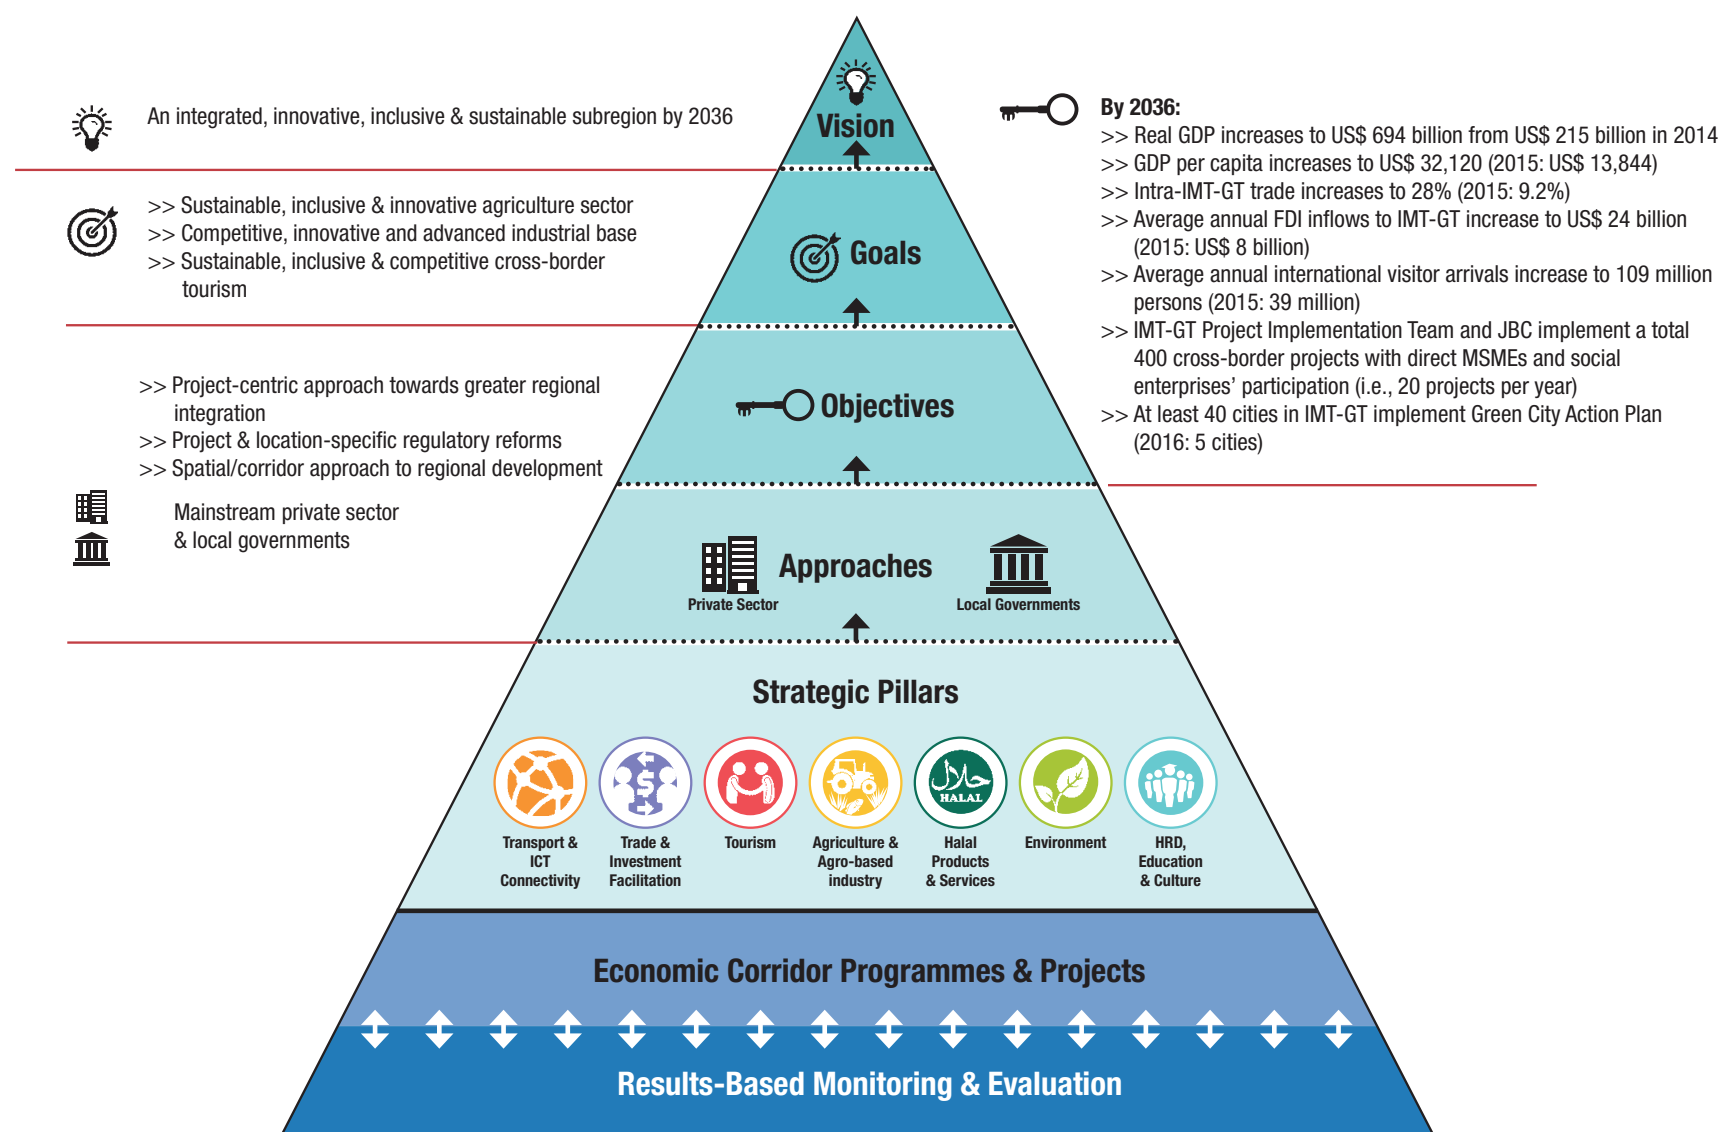 An integrated, innovative, inclusive & sustainable subregion by 2036
>> Sustainable, inclusive & innovative agriculture sector
>> Competitive, innovative and advanced industrial base
>> Sustainable, inclusive & competitive cross-border
tourism
>> Project-centric approach towards greater regional
integration
>> Project & location-specific regulatory reforms
>> Spatial/corridor approach to regional development
Mainstream private sector
& local governments
Vision
Goals
Objectives
Approaches
Private Sector
Local Governments
By 2036:
>> Real GDP increases to US$ 694 billion from US$ 215 billion in 2014
>> GDP per capita increases to US$ 32,120 (2015: US$ 13,844)
>> Intra-IMT-GT trade increases to 28% (2015: 9.2%)
>> Average annual FDI inflows to IMT-GT increase to US$ 24 billion
(2015: US$ 8 billion)
>> Average annual international visitor arrivals increase to 109 million
persons (2015: 39 million)
>> IMT-GT Project Implementation Team and JBC implement a total
400 cross-border projects with direct MSMEs and social
enterprises' participation (i.e., 20 projects per year)
>> At least 40 cities in IMT-GT implement Green City Action Plan
(2016: 5 cities)
Strategic Pillars
$
حلال
HALAL
Transport &
ICT
Connectivity
Trade &
Investment
Facilitation
Tourism
Agriculture &
Agro-based
industry
Halal
Products
& Services
Environment
HRD,
Education
& Culture
Economic Corridor Programmes & Projects
Results-Based Monitoring & Evaluation